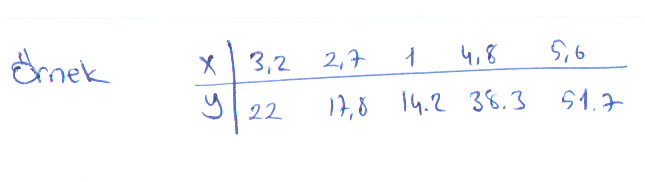 Örnek
x 3,2 2,7 1 4,8 5,6
y 22 17,8 14.2 38.3 51.7